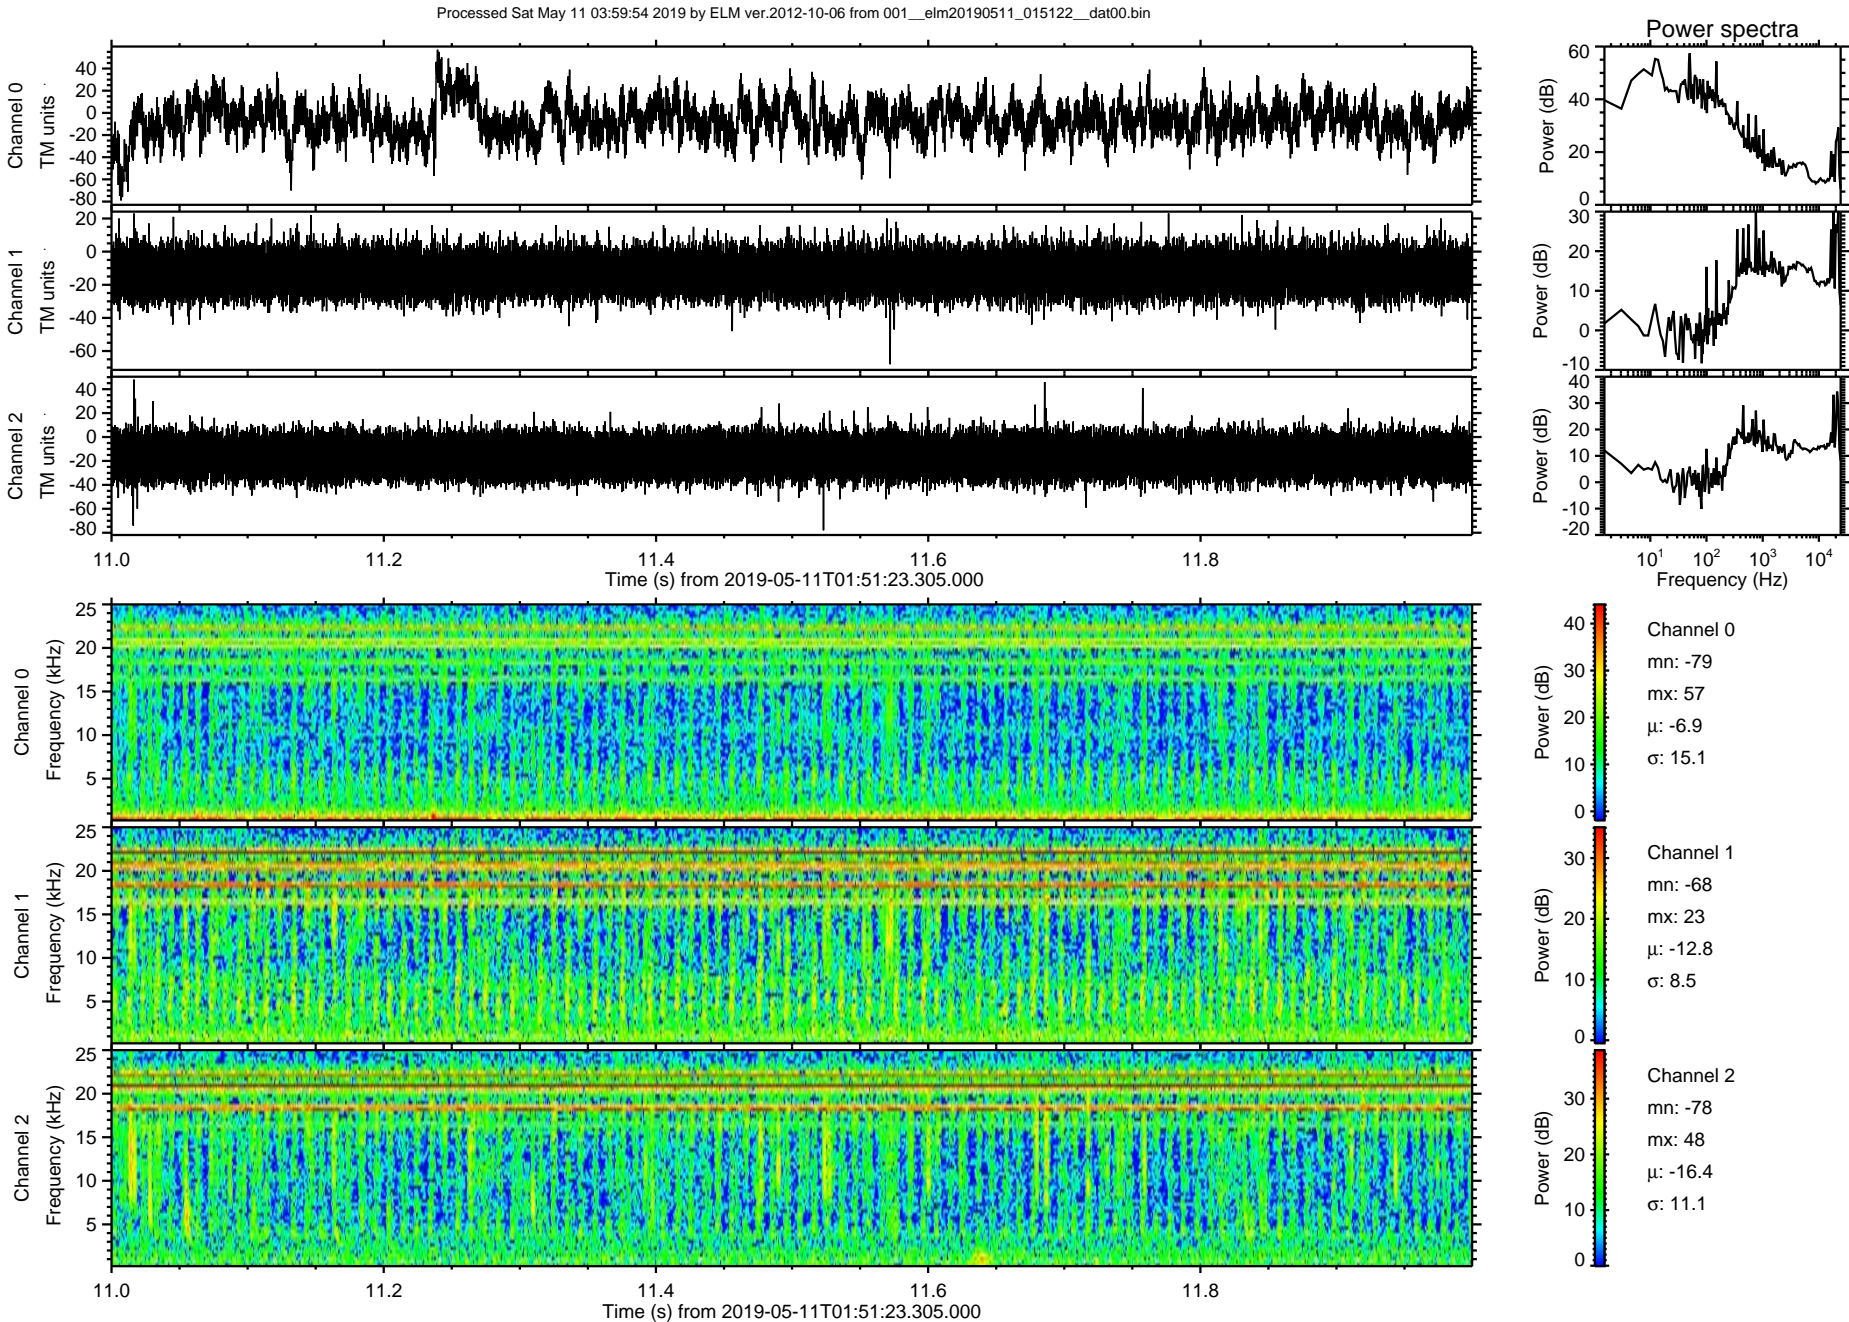 Processed Sat May 11 03:59:54 2019 by ELM ver.2012-10-06 from 001__elm20190511_015122__dat00.bin
Power spectra
Channel 0
TM units
40
20
0
-20
-40
-60
-80
Power (dB)
60
40
20
0
Channel 1
TM units
20
0
-20
-40
-60
Power (dB)
30
20
10
0
-10
Channel 2
TM units
40
20
0
-20
-40
-60
-80
Power (dB)
40
30
20
10
0
-10
-20
11.0 11.2 11.4 11.6 11.8
Time (s) from 2019-05-11T01:51:23.305.000
10^1 10^2 10^3 10^4
Frequency (Hz)
Channel 0
Frequency (kHz)
25
20
15
10
5
Power (dB)
40
30
20
10
0
Channel 0
mn: -79
mx: 57
μ: -6.9
σ: 15.1
Channel 1
Frequency (kHz)
25
20
15
10
5
Power (dB)
30
20
10
0
Channel 1
mn: -68
mx: 23
μ: -12.8
σ: 8.5
Channel 2
Frequency (kHz)
25
20
15
10
5
Power (dB)
30
20
10
0
Channel 2
mn: -78
mx: 48
μ: -16.4
σ: 11.1
11.0 11.2 11.4 11.6 11.8
Time (s) from 2019-05-11T01:51:23.305.000